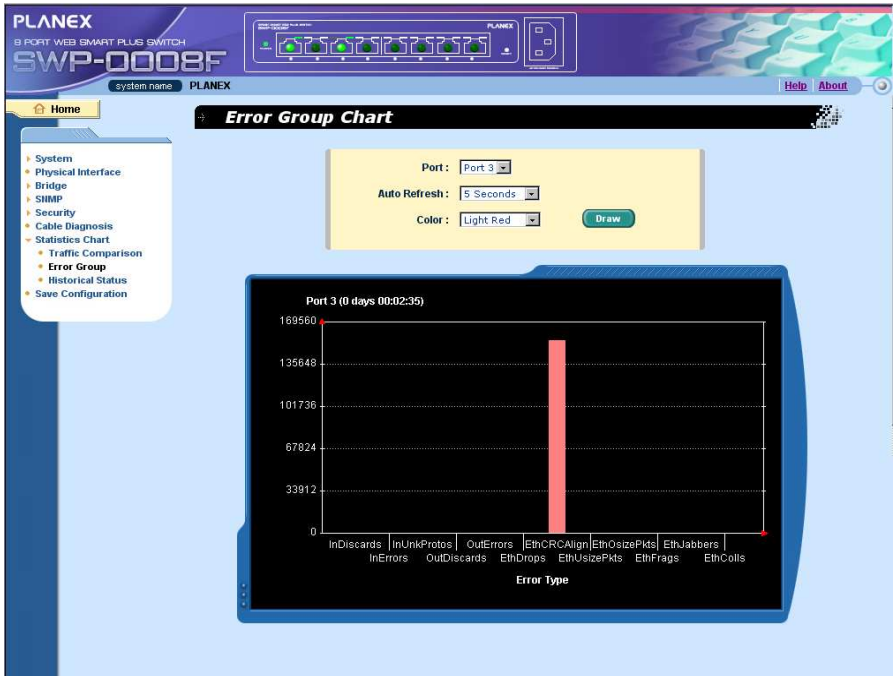 PLANEX
8 PORT WEB SMART PLUS SWITCH
SWP-0008F
PLANEX
system name PLANEX
Help About
Home
Error Group Chart
System
Physical Interface
Bridge
SNMP
Security
Cable Diagnosis
Statistics Chart
Traffic Comparison
Error Group
Historical Status
Save Configuration
Port : Port 3
Auto Refresh : 5 Seconds
Color : Light Red Draw
Port 3 (0 days 00:02:35)
169560
135648
101736
67824
33912
0
InDiscards InUnkProtos OutErrors EthCRCAlign EthOsizePkts EthJabbers
InErrors OutDiscards EthDrops EthUsizePkts EthFrags EthColls
Error Type